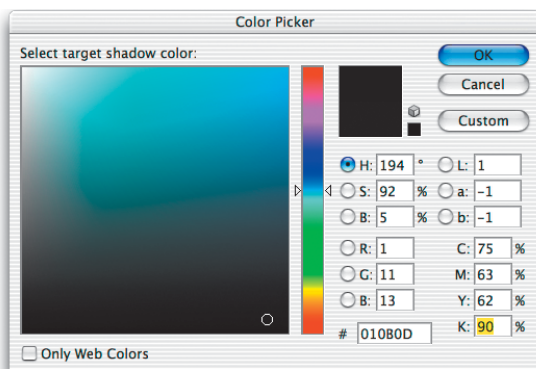 Color Picker
Select target shadow color:
OK
Cancel
Custom
H: 194 ° L: 1
S: 92 % a: -1
B: 5 % b: -1
R: 1 C: 75 %
G: 11 M: 63 %
B: 13 Y: 62 %
# 010B0D K: 90 %
Only Web Colors